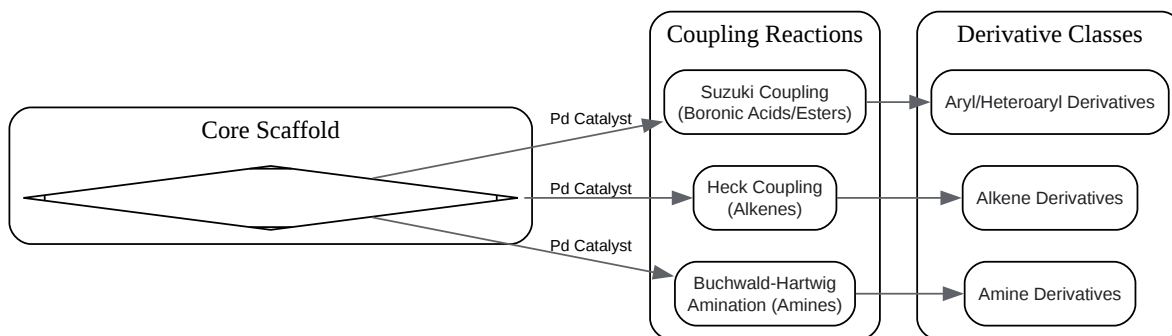 Coupling Reactions
Derivative Classes
Core Scaffold
Pd Catalyst
Pd Catalyst
Pd Catalyst
Suzuki Coupling
(Boronic Acids/Esters)
Aryl/Heteroaryl Derivatives
Heck Coupling
(Alkenes)
Alkene Derivatives
Buchwald-Hartwig
Amination (Amines)
Amine Derivatives